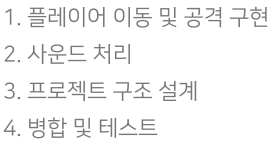 1. 플레이어 이동 및 공격 구현
2. 사운드 처리
3. 프로젝트 구조 설계
4. 병합 및 테스트